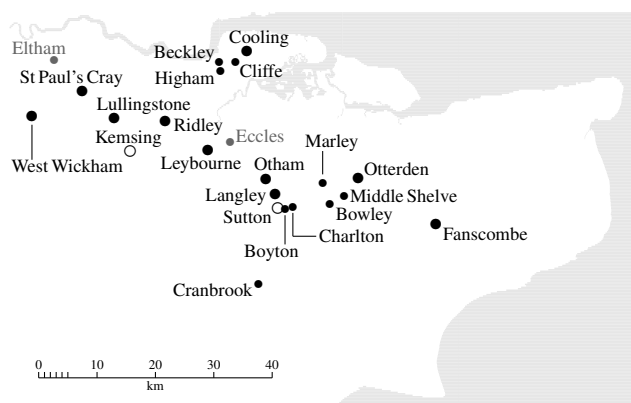 Cooling
Eltham
Beckley
Cliffe
St Paul's Cray
Higham
Lullingstone
Ridley
Kemsing
Eccles
Marley
West Wickham
Leybourne
Otham
Otterden
Langley
Middle Shelve
Sutton
Bowley
Charlton
Fanscombe
Boyton
Cranbrook
0 10 20 30 40
km